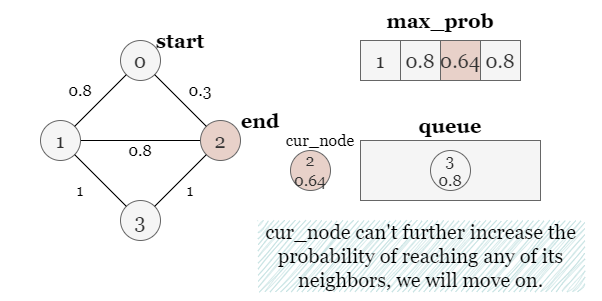 max_prob
start
0
1 0.8 0.64 0.8
0.8 0.3
end
queue
1 2
0.8
cur_node
2
0.64
3
0.8
1 1
3
cur_node can't further increase the
probability of reaching any of its
neighbors, we will move on.